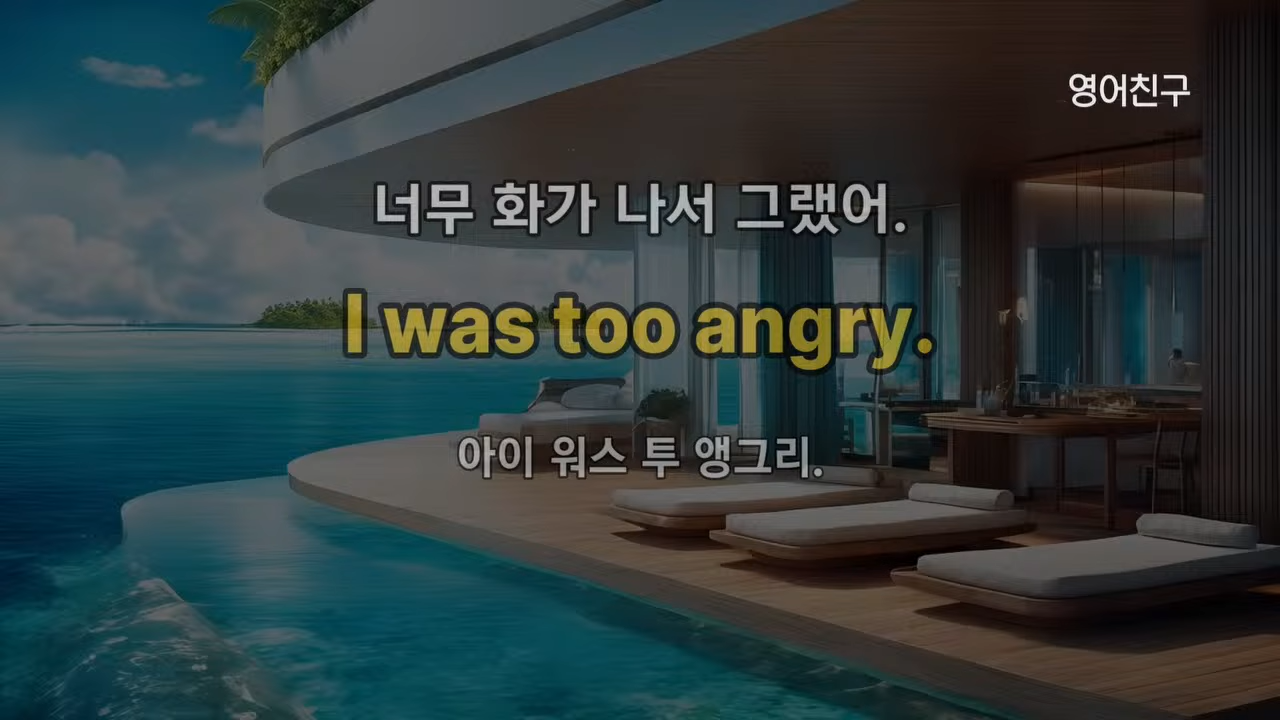 영어친구
너무 화가 나서 그랬어.
I was too angry.
아이 워스 투 앵그리.